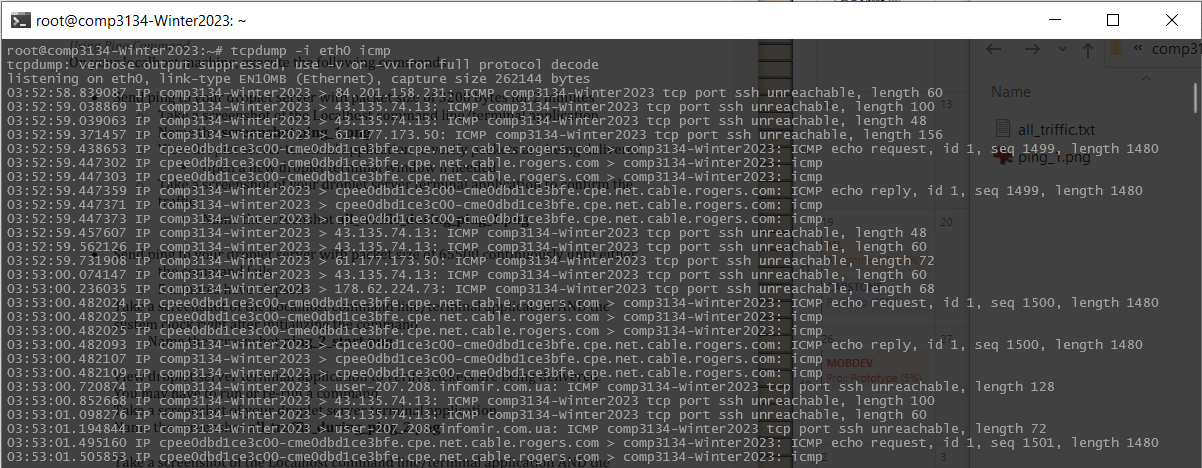 root@comp3134-Winter2023: ~
root@comp3134-Winter2023:~# tcpdump -i eth0 icmp
tcpdump: verbose output suppressed, use -v or -vv for full protocol decode
listening on eth0, link-type EN10MB (Ethernet), capture size 262144 bytes
03:52:58.839087 IP comp3134-Winter2023 > 84.201.158.231: ICMP comp3134-Winter2023 tcp port ssh unreachable, length 60
03:52:59.038869 IP comp3134-Winter2023 > 43.135.74.13: ICMP comp3134-Winter2023 tcp port ssh unreachable, length 100
03:52:59.039063 IP comp3134-Winter2023 > 43.135.74.13: ICMP comp3134-Winter2023 tcp port ssh unreachable, length 48
03:52:59.371457 IP comp3134-Winter2023 > 61.177.173.50: ICMP comp3134-Winter2023 tcp port ssh unreachable, length 156
03:52:59.438653 IP cpee0dbd1ce3c00-cme0dbd1ce3bfe.cpe.net.cable.rogers.com > comp3134-Winter2023: ICMP echo request, id 1, seq 1499, length 1480
03:52:59.447302 IP cpee0dbd1ce3c00-cme0dbd1ce3bfe.cpe.net.cable.rogers.com > comp3134-Winter2023: icmp
03:52:59.447303 IP cpee0dbd1ce3c00-cme0dbd1ce3bfe.cpe.net.cable.rogers.com > comp3134-Winter2023: icmp
03:52:59.447359 IP comp3134-Winter2023 > cpee0dbd1ce3c00-cme0dbd1ce3bfe.cpe.net.cable.rogers.com: ICMP echo reply, id 1, seq 1499, length 1480
03:52:59.447371 IP comp3134-Winter2023 > cpee0dbd1ce3c00-cme0dbd1ce3bfe.cpe.net.cable.rogers.com: icmp
03:52:59.447373 IP comp3134-Winter2023 > cpee0dbd1ce3c00-cme0dbd1ce3bfe.cpe.net.cable.rogers.com: icmp
03:52:59.457607 IP comp3134-Winter2023 > 43.135.74.13: ICMP comp3134-Winter2023 tcp port ssh unreachable, length 48
03:52:59.562126 IP comp3134-Winter2023 > 43.135.74.13: ICMP comp3134-Winter2023 tcp port ssh unreachable, length 60
03:52:59.731906 IP comp3134-Winter2023 > 61.177.173.50: ICMP comp3134-Winter2023 tcp port ssh unreachable, length 72
03:53:00.074147 IP comp3134-Winter2023 > 43.135.74.13: ICMP comp3134-Winter2023 tcp port ssh unreachable, length 60
03:53:00.236035 IP comp3134-Winter2023 > 178.62.224.73: ICMP comp3134-Winter2023 tcp port ssh unreachable, length 68
03:53:00.482024 IP cpee0dbd1ce3c00-cme0dbd1ce3bfe.cpe.net.cable.rogers.com > comp3134-Winter2023: ICMP echo request, id 1, seq 1500, length 1480
03:53:00.482025 IP cpee0dbd1ce3c00-cme0dbd1ce3bfe.cpe.net.cable.rogers.com > comp3134-Winter2023: icmp
03:53:00.482025 IP cpee0dbd1ce3c00-cme0dbd1ce3bfe.cpe.net.cable.rogers.com > comp3134-Winter2023: icmp
03:53:00.482093 IP comp3134-Winter2023 > cpee0dbd1ce3c00-cme0dbd1ce3bfe.cpe.net.cable.rogers.com: ICMP echo reply, id 1, seq 1500, length 1480
03:53:00.482107 IP comp3134-Winter2023 > cpee0dbd1ce3c00-cme0dbd1ce3bfe.cpe.net.cable.rogers.com: icmp
03:53:00.482109 IP comp3134-Winter2023 > cpee0dbd1ce3c00-cme0dbd1ce3bfe.cpe.net.cable.rogers.com: icmp
03:53:00.720874 IP comp3134-Winter2023 > user-207.208.infomir.com.ua: ICMP comp3134-Winter2023 tcp port ssh unreachable, length 128
03:53:00.852668 IP comp3134-Winter2023 > 43.135.74.13: ICMP comp3134-Winter2023 tcp port ssh unreachable, length 100
03:53:01.098276 IP comp3134-Winter2023 > 43.135.74.13: ICMP comp3134-Winter2023 tcp port ssh unreachable, length 60
03:53:01.194844 IP comp3134-Winter2023 > user-207.208.infomir.com.ua: ICMP comp3134-Winter2023 tcp port ssh unreachable, length 72
03:53:01.495160 IP cpee0dbd1ce3c00-cme0dbd1ce3bfe.cpe.net.cable.rogers.com > comp3134-Winter2023: ICMP echo request, id 1, seq 1501, length 1480
03:53:01.505853 IP cpee0dbd1ce3c00-cme0dbd1ce3bfe.cpe.net.cable.rogers.com > comp3134-Winter2023: icmp
« comp31
Name
all_triffic.txt
ping_1.png
13
19
20
MOBDEV
Proj: Prototype (5%)
27
2
3